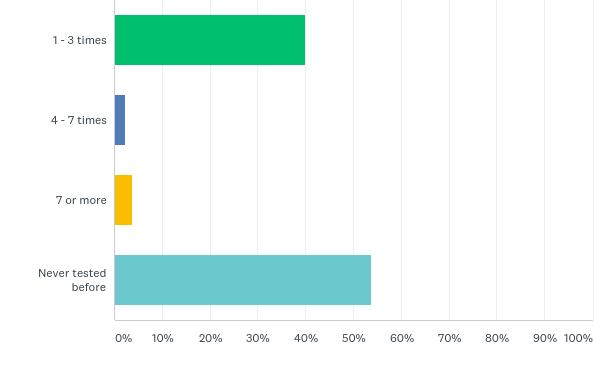 1 - 3 times
4 - 7 times
7 or more
Never tested
before
0% 10% 20% 30% 40% 50% 60% 70% 80% 90% 100%